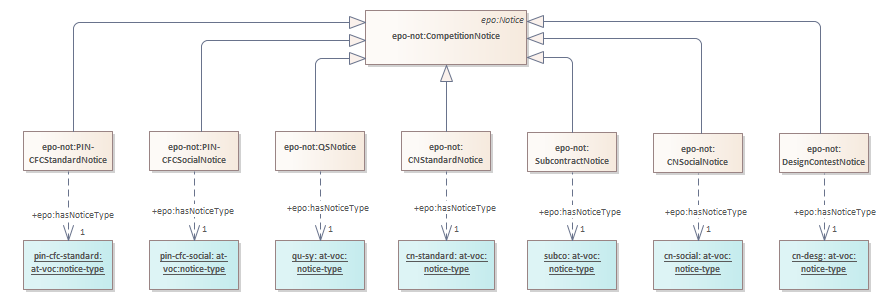 epo:Notice
epo-not:CompetitionNotice
epo-not:PIN-
CFCStandardNotice
epo-not:PIN-
CFCSocialNotice
epo-not:QSNotice
epo-not:
CNStandardNotice
epo-not:
SubcontractNotice
epo-not:
CNSocialNotice
epo-not:
DesignContestNotice
+epo:hasNoticeType
1
+epo:hasNoticeType
1
+epo:hasNoticeType
1
+epo:hasNoticeType
1
+epo:hasNoticeType
1
+epo:hasNoticeType
1
+epo:hasNoticeType
1
pin-cfc-standard:
at-voc:notice-type
pin-cfc-social: at-
voc:notice-type
qu-sy: at-voc:
notice-type
cn-standard: at-voc:
notice-type
subco: at-voc:
notice-type
cn-social: at-voc:
notice-type
cn-desg: at-voc:
notice-type